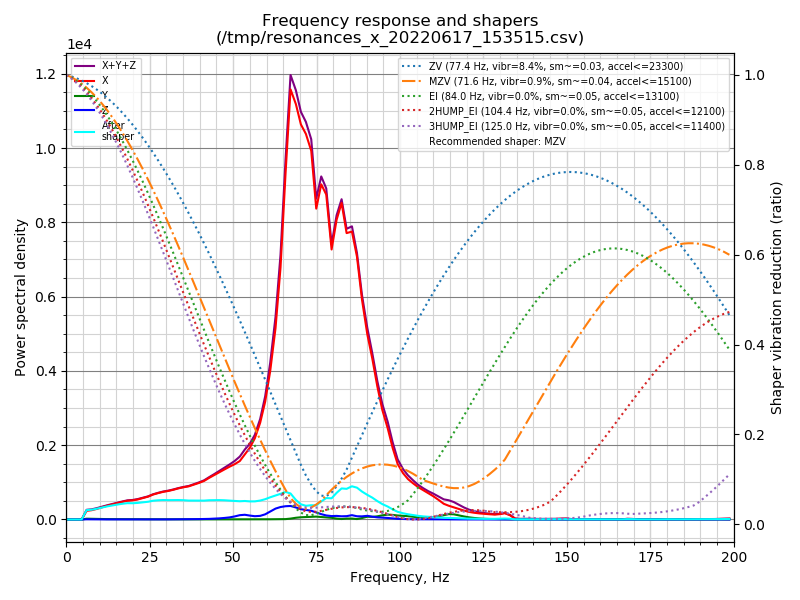 Frequency response and shapers
(/tmp/resonances_x_20220617_153515.csv)
1e4
X+Y+Z
X
Y
Z
After
shaper
ZV (77.4 Hz, vibr=8.4%, sm~=0.03, accel<=23300)
MZV (71.6 Hz, vibr=0.9%, sm~=0.04, accel<=15100)
EI (84.0 Hz, vibr=0.0%, sm~=0.05, accel<=13100)
2HUMP_EI (104.4 Hz, vibr=0.0%, sm~=0.05, accel<=12100)
3HUMP_EI (125.0 Hz, vibr=0.0%, sm~=0.05, accel<=11400)
Recommended shaper: MZV
Power spectral density
1.2
1.0
0.8
0.6
0.4
0.2
0.0
1.0
0.8
0.6
0.4
0.2
0.0
Shaper vibration reduction (ratio)
0 25 50 75 100 125 150 175 200
Frequency, Hz